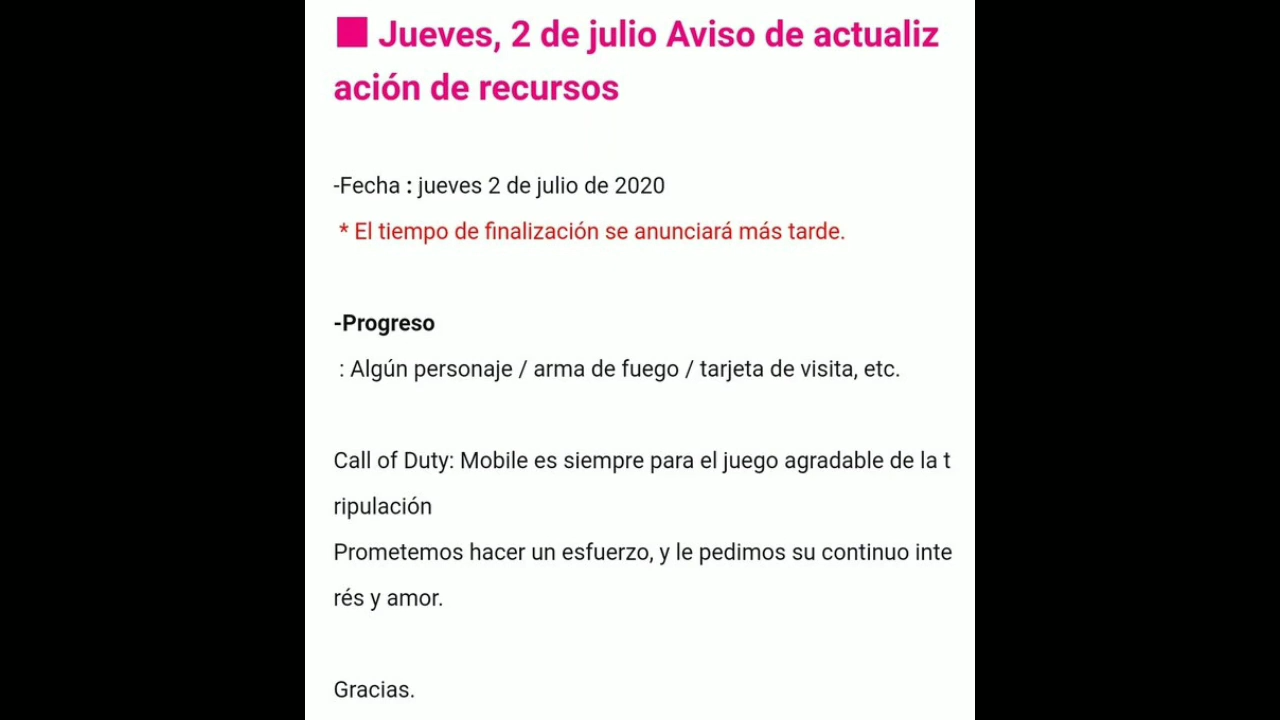 Jueves, 2 de julio Aviso de actualiz
ación de recursos
-Fecha : jueves 2 de julio de 2020
* El tiempo de finalización se anunciará más tarde.
-Progreso
: Algún personaje / arma de fuego / tarjeta de visita, etc.
Call of Duty: Mobile es siempre para el juego agradable de la t
ripulación
Prometemos hacer un esfuerzo, y le pedimos su continuo inte
rés y amor.
Gracias.